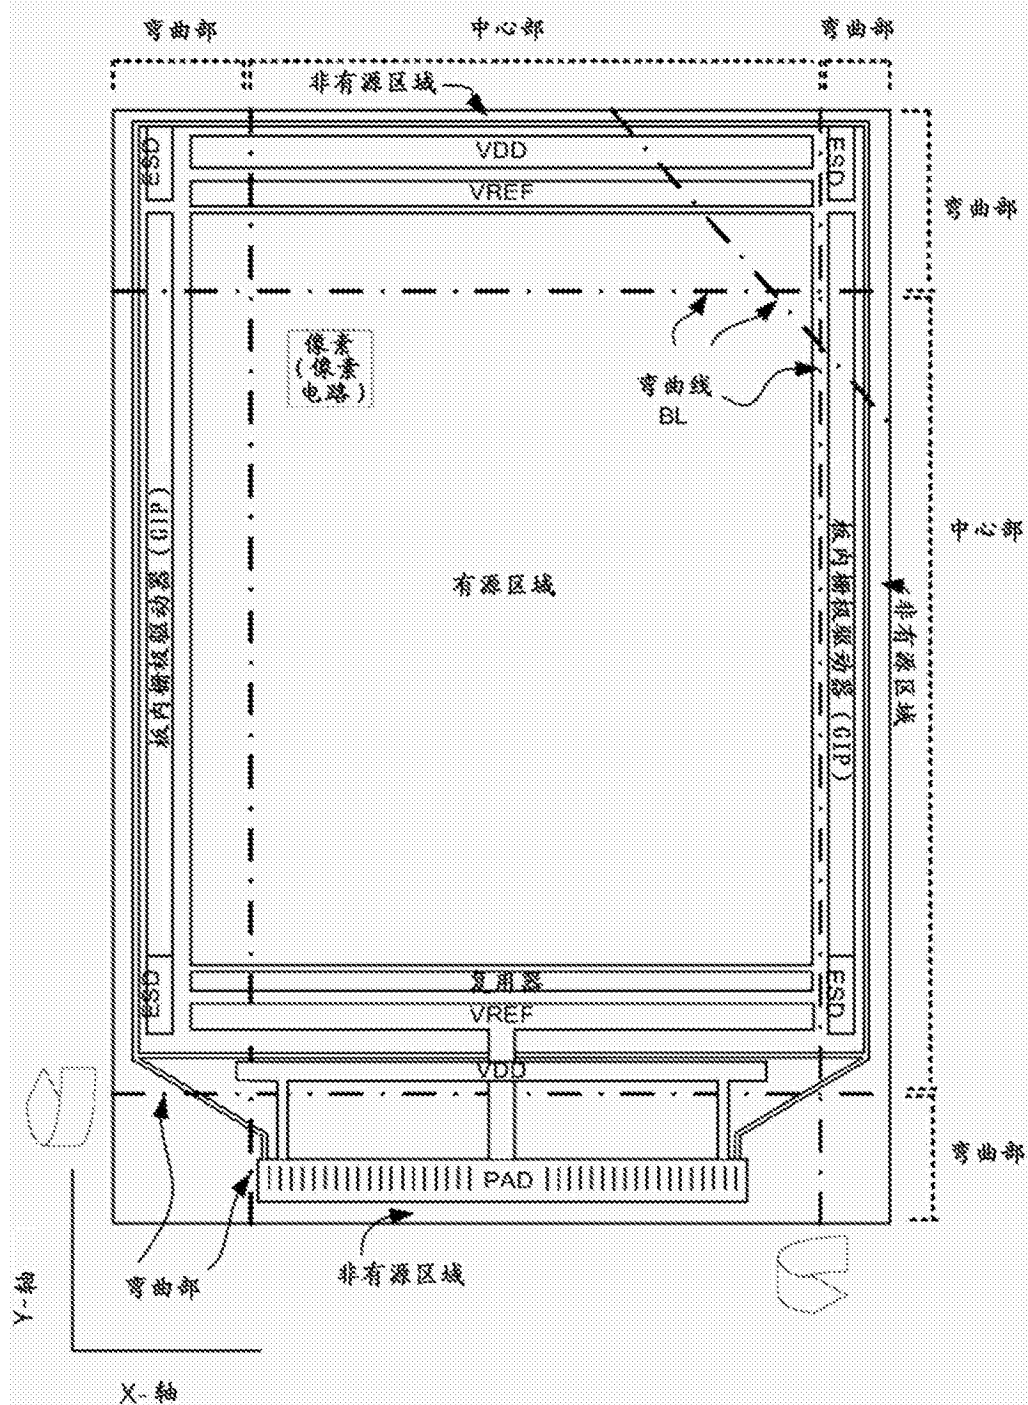 弯曲部
中心部
弯曲部
非有源区域
ESD
VDD
ESD
VREF
弯曲部
像素
(像素
电路)
弯曲线
BL
板内栅极驱动器(GIP)
有源区域
板内栅极驱动器(GIP)
中心部
非有源区域
ESD
复用器
ESD
VREF
VDD
弯曲部
PAD
弯曲部
非有源区域
Y-轴
X-轴